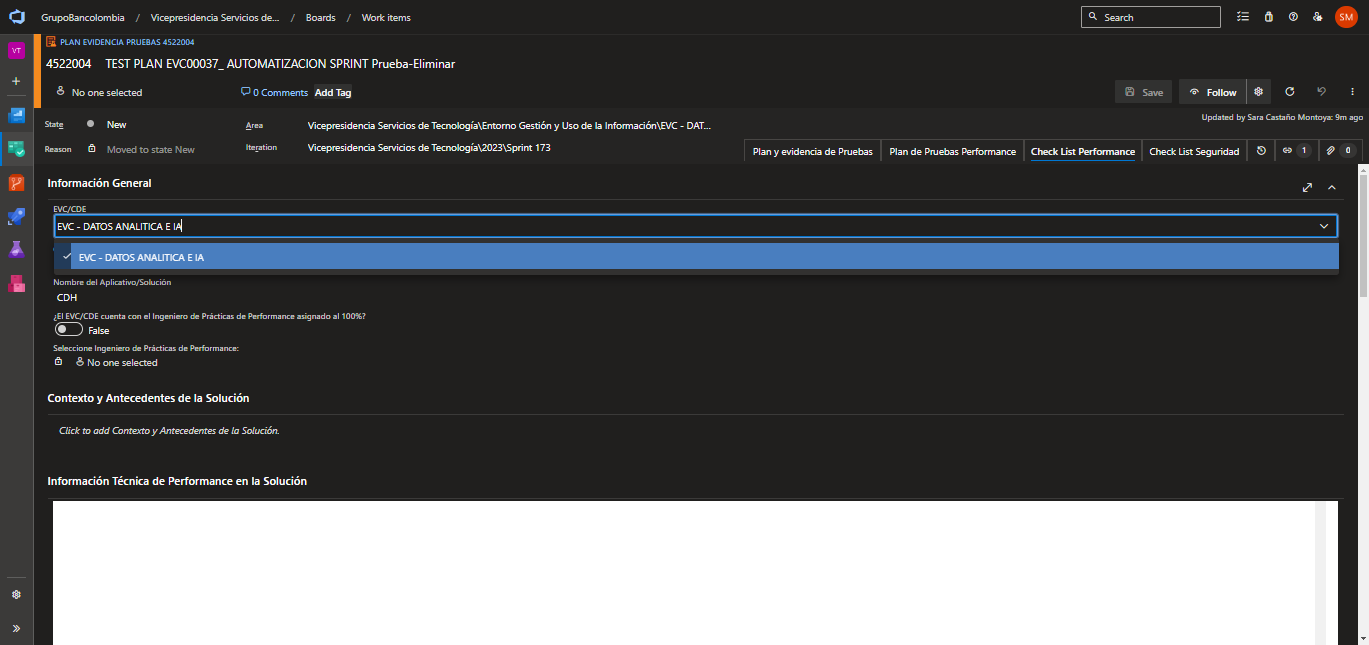 GrupoBancolombia / Vicepresidencia Servicios de... / Boards / Work items
Search
SM
VT
PLAN EVIDENCIA PRUEBAS 4522004
4522004 TEST PLAN EVC00037_ AUTOMATIZACION SPRINT Prueba-Eliminar
No one selected
0 Comments
Add Tag
Save
Follow
Updated by Sara Castaño Montoya: 9m ago
State
New
Area
Vicepresidencia Servicios de Tecnología\Entorno Gestión y Uso de la Información\EVC - DAT...
Reason
Moved to state New
Iteration
Vicepresidencia Servicios de Tecnología\2023\Sprint 173
Plan y evidencia de Pruebas
Plan de Pruebas Performance
Check List Performance
Check List Seguridad
1
0
Información General
EVC/CDE
EVC - DATOS ANALITICA E IA
EVC - DATOS ANALITICA E IA
Nombre del Aplicativo/Solución
CDH
¿El EVC/CDE cuenta con el Ingeniero de Prácticas de Performance asignado al 100%?
False
Seleccione Ingeniero de Prácticas de Performance:
No one selected
Contexto y Antecedentes de la Solución
Click to add Contexto y Antecedentes de la Solución.
Información Técnica de Performance en la Solución